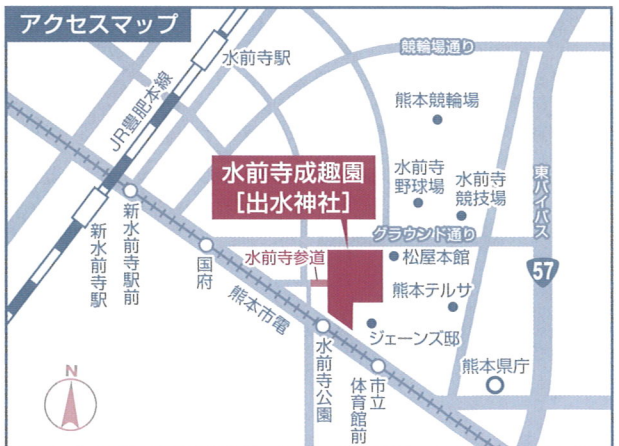 アクセスマップ
水前寺駅
競輪場通り
JR豊肥本線
熊本競輪場
水前寺成趣園
[出水神社]
水前寺
野球場
水前寺
競技場
東バイパス
グラウンド通り
水前寺参道
松屋本館
57
新水前寺駅
新水前寺駅前
国府
熊本市電
熊本テルサ
ジェーンズ邸
水前寺公園
市立
体育館前
熊本県庁
N